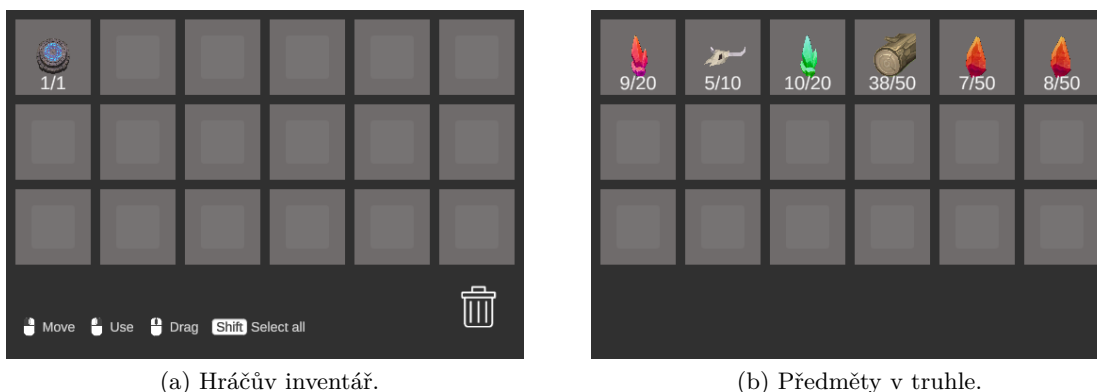 1/1
9/20 5/10 10/20 38/50 7/50 8/50
Move Use Drag Shift Select all
(a) Hráčův inventář.
(b) Předměty v truhle.